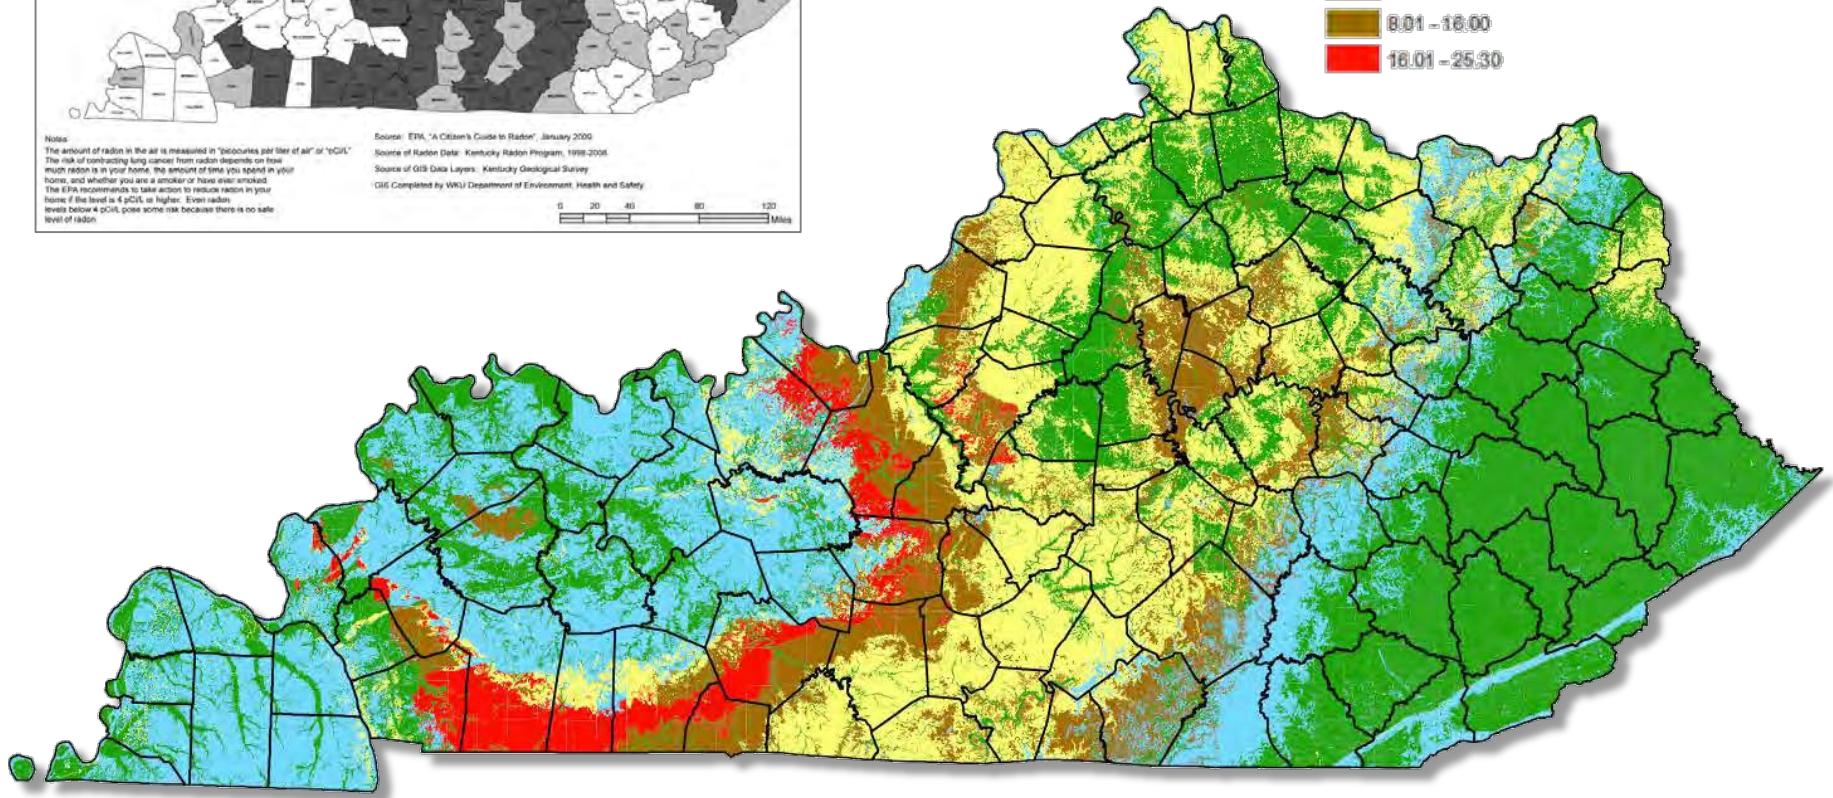 8.01 - 16.00
16.01 - 25.30
Notes
The amount of radon in the air is measured in "picocuries per liter of air" or "pCi/L"
The risk of contracting lung cancer from radon depends on how
much radon is in your home, the amount of time you spend in your
home, and whether you are a smoker or have ever smoked
The EPA recommends to take action to reduce radon in your
home if the level is 4 pCi/L or higher. Even radon
levels below 4 pCi/L pose some risk because there is no safe
level of radon
Source: EPA, "A Citizen's Guide to Radon", January 2009
Source of Radon Data: Kentucky Radon Program, 1998-2008
Source of GIS Data Layers: Kentucky Geological Survey
GIS Completed by WKU Department of Environment, Health and Safety
0 20 40 80 120
Miles